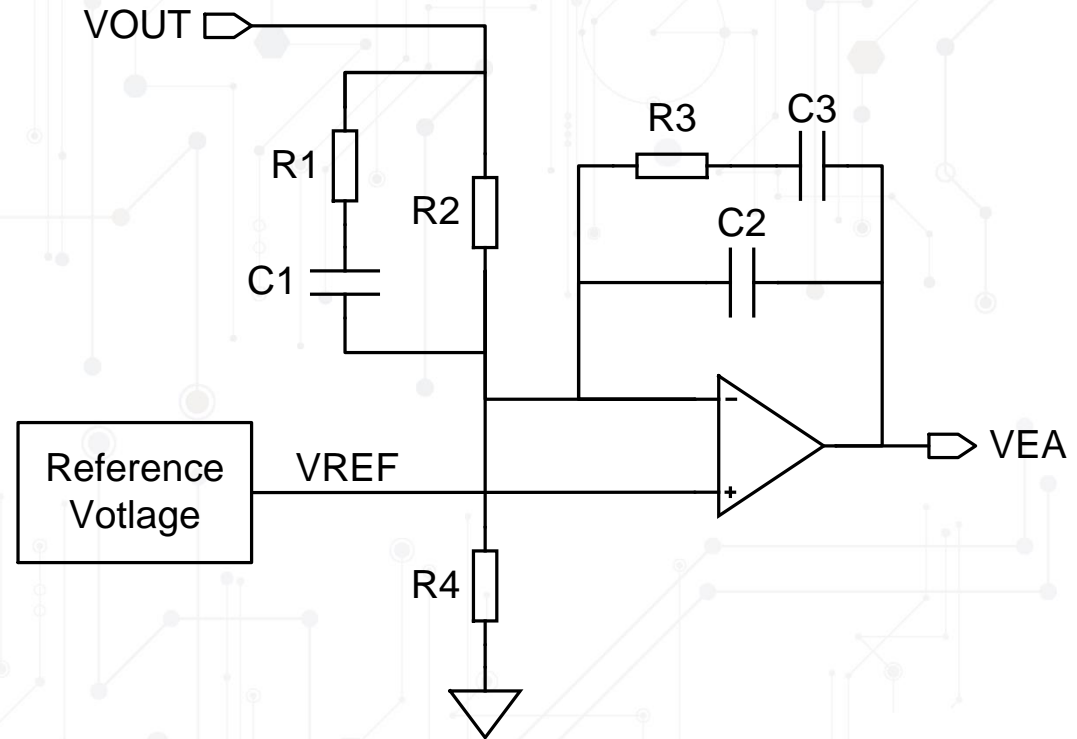 VOUT
R1
R2
C1
R3
C3
C2
-
VEA
Reference
Votlage
VREF
+
R4